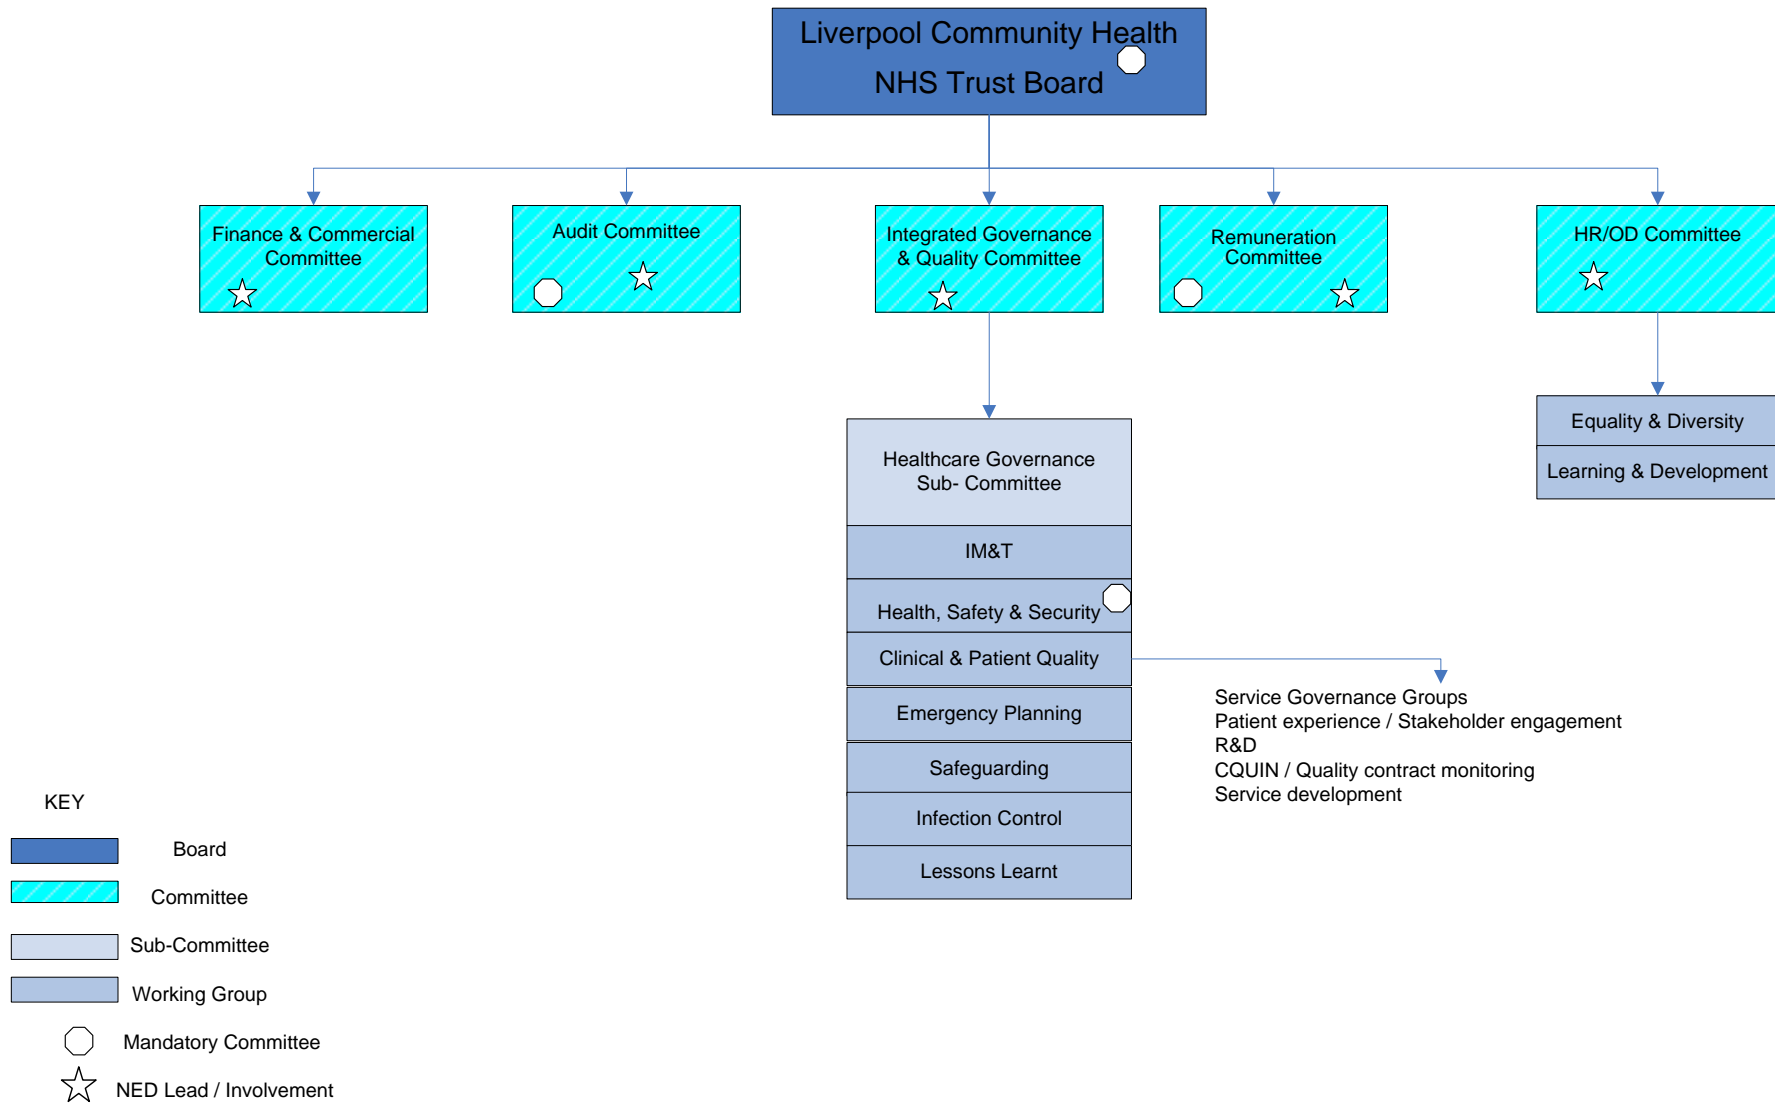 Liverpool Community Health
NHS Trust Board
Finance & Commercial
Committee
Audit Committee
Integrated Governance
& Quality Committee
Remuneration
Committee
HR/OD Committee
Equality & Diversity
Learning & Development
Healthcare Governance
Sub- Committee
IM&T
Health, Safety & Security
Clinical & Patient Quality
Emergency Planning
Safeguarding
Infection Control
Lessons Learnt
Service Governance Groups
Patient experience / Stakeholder engagement
R&D
CQUIN / Quality contract monitoring
Service development
KEY
Board
Committee
Sub-Committee
Working Group
Mandatory Committee
NED Lead / Involvement